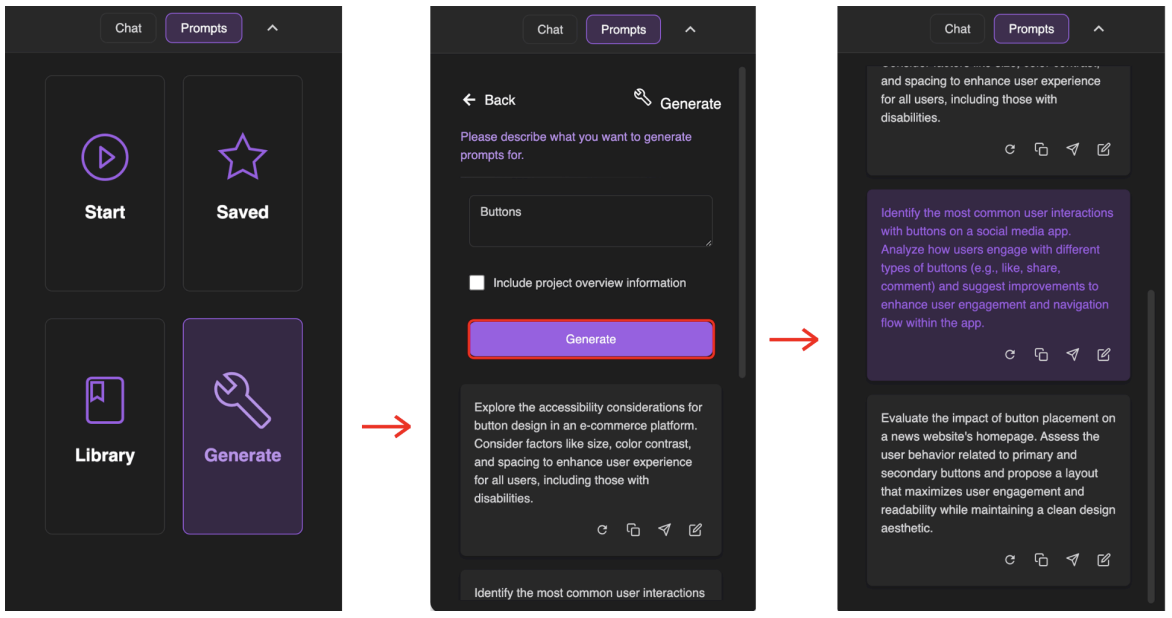 Chat
Prompts
Start
Saved
Library
Generate
Chat
Prompts
Back
Generate
Please describe what you want to generate
prompts for.
Buttons
Include project overview information
Generate
Explore the accessibility considerations for
button design in an e-commerce platform.
Consider factors like size, color contrast,
and spacing to enhance user experience
for all users, including those with
disabilities.
Identify the most common user interactions
Chat
Prompts
Consider factors like size, color contrast,
and spacing to enhance user experience
for all users, including those with
disabilities.
Identify the most common user interactions
with buttons on a social media app.
Analyze how users engage with different
types of buttons (e.g., like, share,
comment) and suggest improvements to
enhance user engagement and navigation
flow within the app.
Evaluate the impact of button placement on
a news website's homepage. Assess the
user behavior related to primary and
secondary buttons and propose a layout
that maximizes user engagement and
readability while maintaining a clean design
aesthetic.